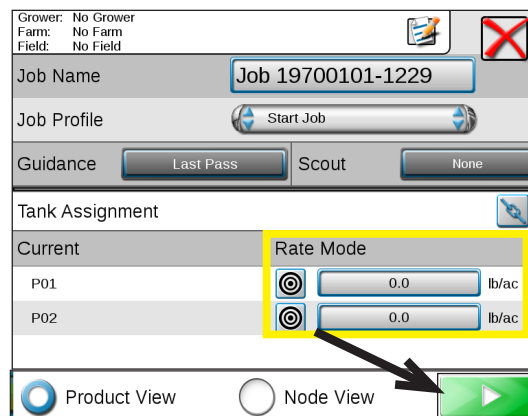 Grower: No Grower
Farm: No Farm
Field: No Field
Job Name Job 19700101-1229
Job Profile Start Job
Guidance Last Pass Scout None
Tank Assignment
Current Rate Mode
P01 0.0 lb/ac
P02 0.0 lb/ac
Product View Node View